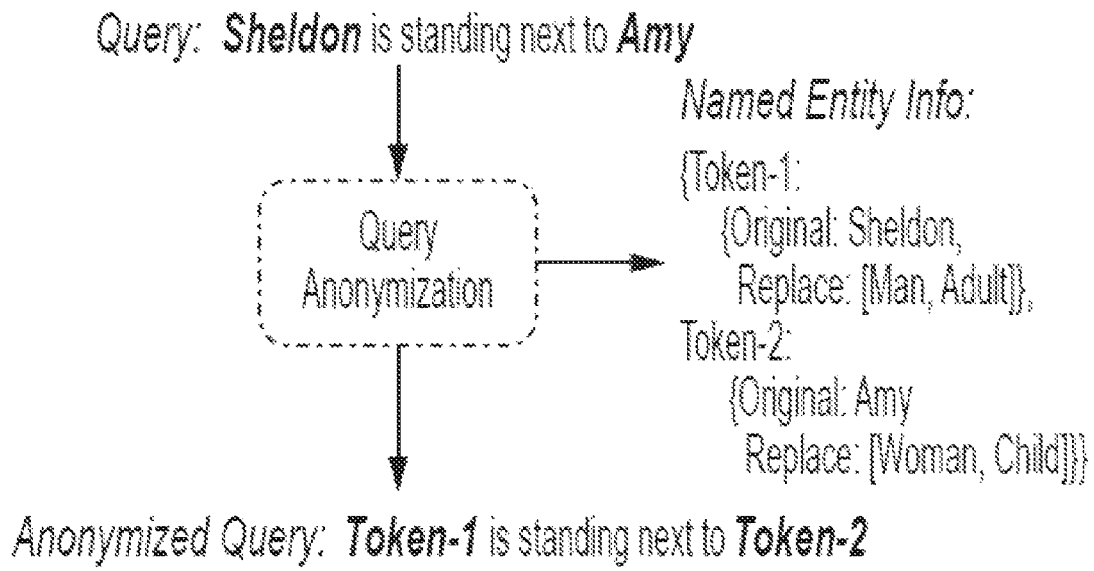 Query: Sheldon is standing next to Amy
Named Entity Info:
{Token-1:
{Original: Sheldon,
Replace: [Man, Adult]},
Token-2:
{Original: Amy
Replace: [Woman, Child]}}
Query
Anonymization
Anonymized Query: Token-1 is standing next to Token-2